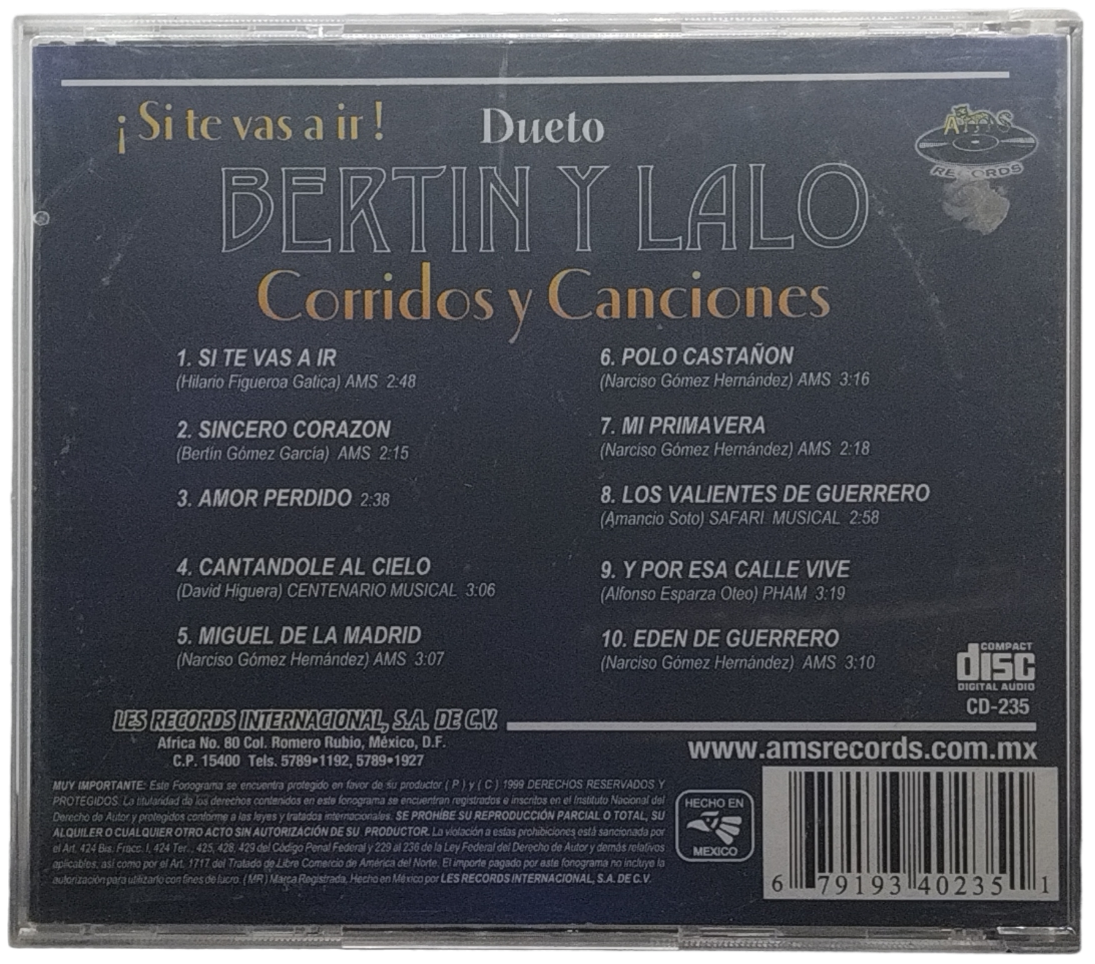 ¡Si te vas a ir! Dueto
AMS
RECORDS
BERTIN Y LALO
Corridos y Canciones
1. SI TE VAS A IR
(Hilario Figueroa Gatica) AMS 2:48
2. SINCERO CORAZON
(Bertín Gómez García) AMS 2:15
3. AMOR PERDIDO 2:38
4. CANTANDOLE AL CIELO
(David Higuera) CENTENARIO MUSICAL 3:06
5. MIGUEL DE LA MADRID
(Narciso Gómez Hernández) AMS 3:07
6. POLO CASTAÑON
(Narciso Gómez Hernández) AMS 3:16
7. MI PRIMAVERA
(Narciso Gómez Hernández) AMS 2:18
8. LOS VALIENTES DE GUERRERO
(Amancio Soto) SAFARI MUSICAL 2:58
9. Y POR ESA CALLE VIVE
(Alfonso Esparza Oteo) PHAM 3:19
10. EDEN DE GUERRERO
(Narciso Gómez Hernández) AMS 3:10
COMPACT
disc
DIGITAL AUDIO
CD-235
LES RECORDS INTERNACIONAL, S.A. DE C.V.
Africa No. 80 Col. Romero Rubio, México, D.F.
C.P. 15400 Tels. 5789•1192, 5789•1927
www.amsrecords.com.mx
MUY IMPORTANTE: Este Fonograma se encuentra protegido en favor de su productor ( P ) y ( C ) 1999 DERECHOS RESERVADOS Y
PROTEGIDOS. La titularidad de los derechos contenidos en este fonograma se encuentran registrados e inscritos en el Instituto Nacional del
Derecho de Autor y protegidos conforme a las leyes y tratados internacionales. SE PROHIBE SU REPRODUCCIÓN PARCIAL O TOTAL, SU
ALQUILER O CUALQUIER OTRO ACTO SIN AUTORIZACIÓN DE SU PRODUCTOR. La violación a estas prohibiciones está sancionada por
el Art. 424 Bis. Fracc. I, 424 Ter., 425, 428, 429 del Código Penal Federal y 229 al 236 de la Ley Federal del Derecho de Autor y demás relativos
aplicables, así como por el Art. 1717 del Tratado de Libre Comercio de América del Norte. El importe pagado por este fonograma no incluye la
autorización para utilizarlo con fines de lucro. (MR) Marca Registrada. Hecho en México por LES RECORDS INTERNACIONAL, S.A. DE C.V.
HECHO EN
MEXICO
6 79193 40235 1